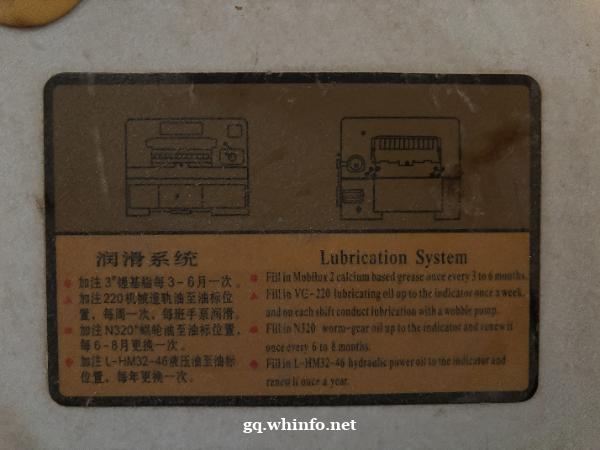 润滑系统
加注3#锂基脂每3-6月一次。
加注220机械道轨油至油标位
置，每周一次，每班手泵润滑。
加注N320#蜗轮油至油标位置，
每6-8月更换一次。
加注L-HM32-46液压油至油标
位置，每年更换一次。
Lubrication System
Fill in Mobilux 2 calcium based grease once every 3 to 6 months.
Fill in VG-220 lubricating oil up to the indicator once a week,
and on each shift conduct lubrication with a wobble pump.
Fill in N320 worm-gear oil up to the indicator and renew it
once every 6 to 8 months.
Fill in L-HM32-46 hydraulic power oil to the indicator and
renew it once a year.
gq.whinfo.net